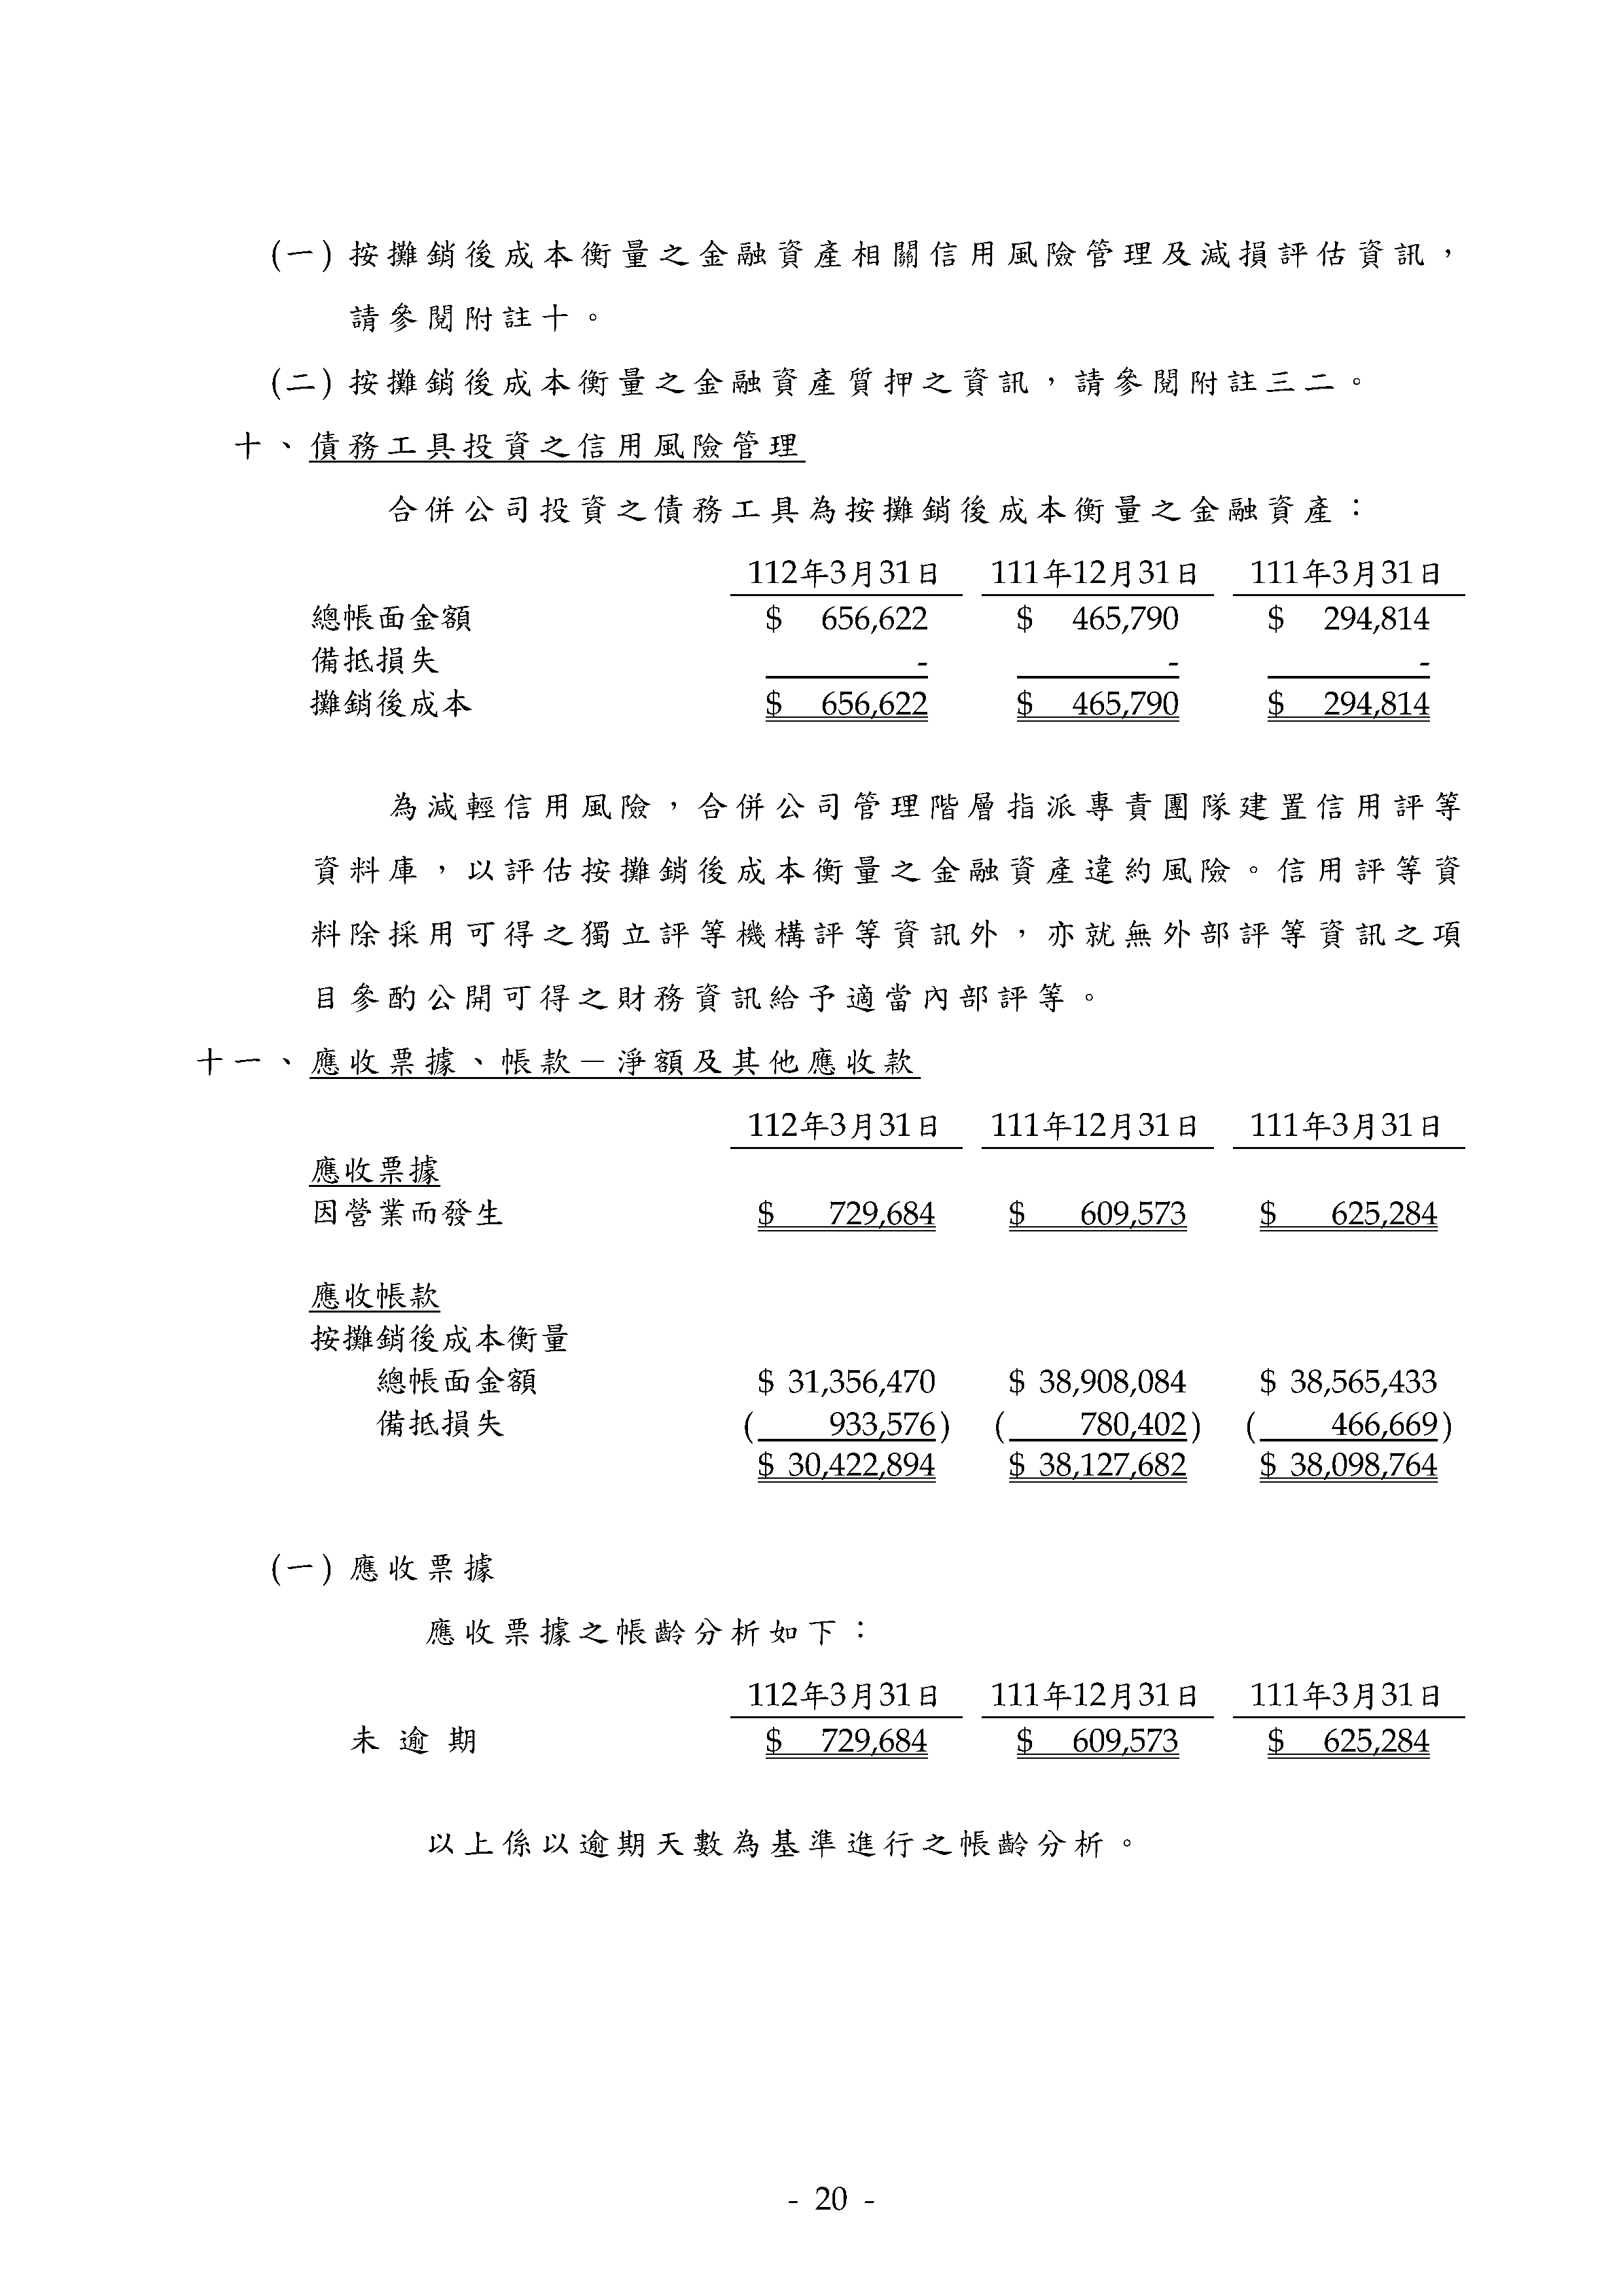 (一) 按攤銷後成本衡量之金融資產相關信用風險管理及減損評估資訊，
請參閱附註十。
(二) 按攤銷後成本衡量之金融資產質押之資訊，請參閱附註三二。
十、債務工具投資之信用風險管理
合併公司投資之債務工具為按攤銷後成本衡量之金融資產：
112年3月31日 111年12月31日 111年3月31日
總帳面金額 $ 656,622 $ 465,790 $ 294,814
備抵損失 - - -
攤銷後成本 $ 656,622 $ 465,790 $ 294,814
為減輕信用風險，合併公司管理階層指派專責團隊建置信用評等
資料庫，以評估按攤銷後成本衡量之金融資產違約風險。信用評等資
料除採用可得之獨立評等機構評等資訊外，亦就無外部評等資訊之項
目參酌公開可得之財務資訊給予適當內部評等。
十一、應收票據、帳款－淨額及其他應收款
112年3月31日 111年12月31日 111年3月31日
應收票據
因營業而發生 $ 729,684 $ 609,573 $ 625,284
應收帳款
按攤銷後成本衡量
總帳面金額 $ 31,356,470 $ 38,908,084 $ 38,565,433
備抵損失 ( 933,576) ( 780,402) ( 466,669)
$ 30,422,894 $ 38,127,682 $ 38,098,764
(一) 應收票據
應收票據之帳齡分析如下：
112年3月31日 111年12月31日 111年3月31日
未逾期 $ 729,684 $ 609,573 $ 625,284
以上係以逾期天數為基準進行之帳齡分析。
- 20 -